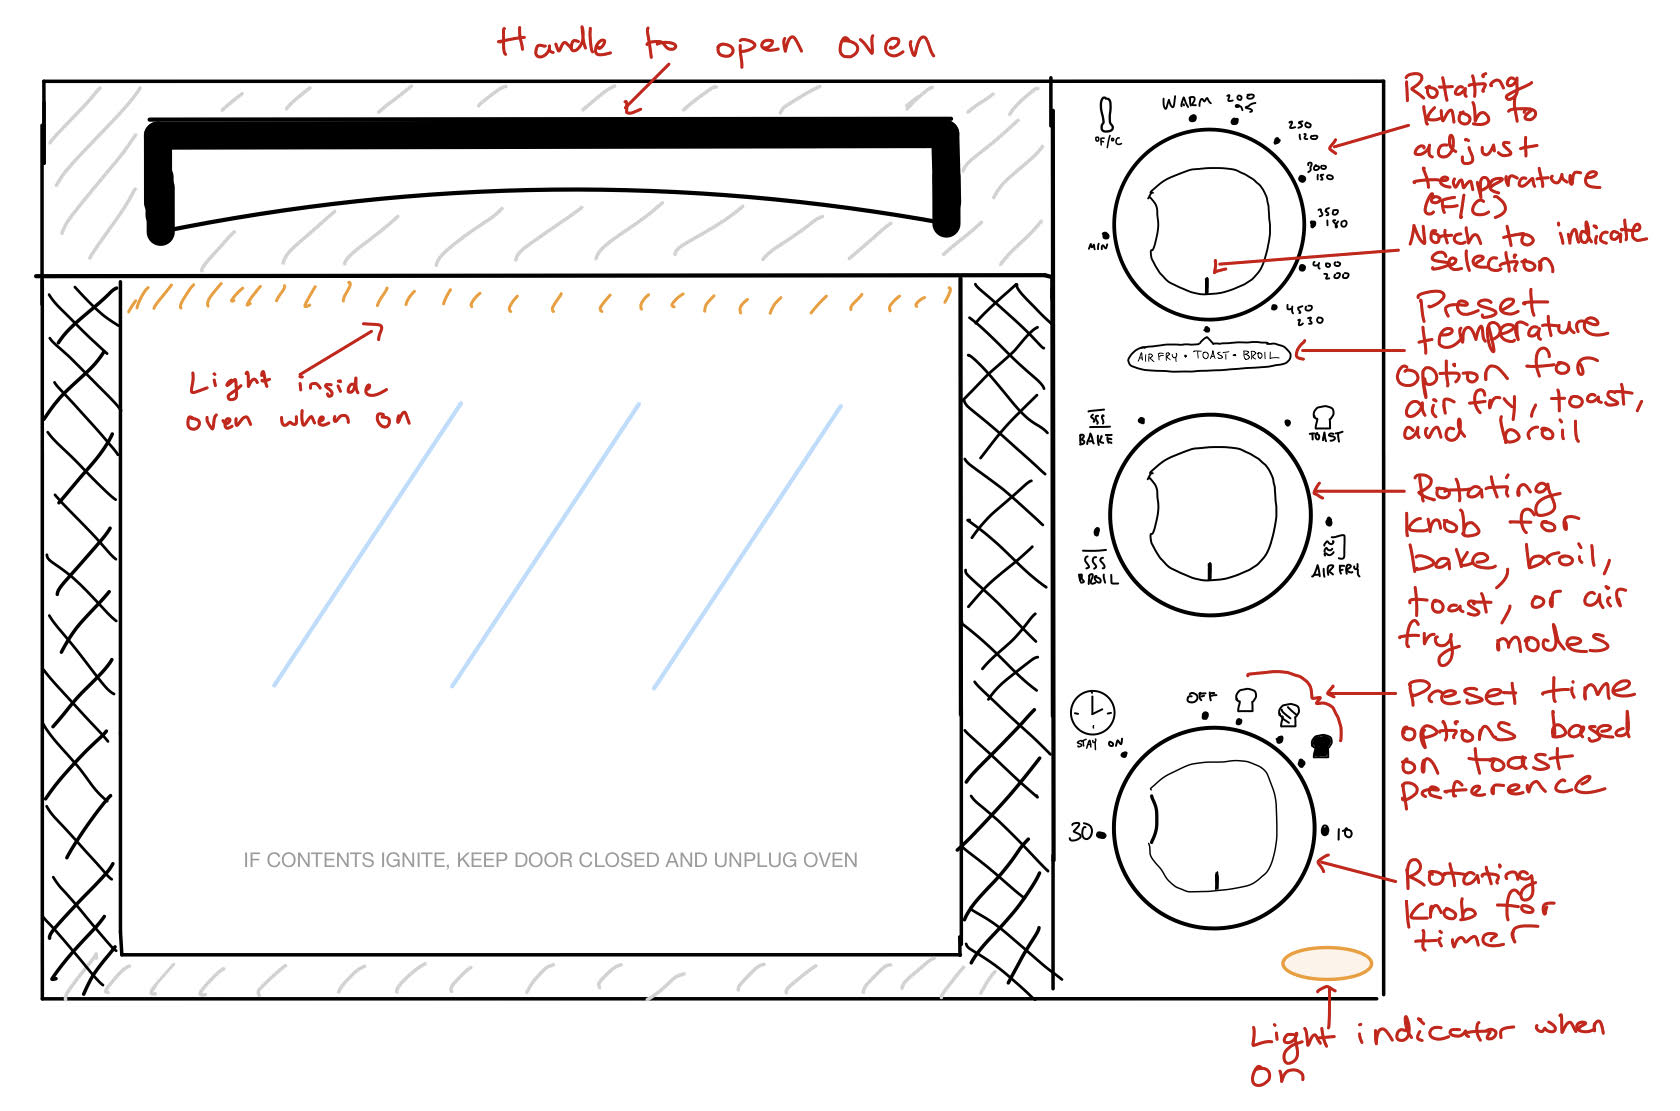 Handle to open oven
WARM
200
95
250
120
300
150
350
180
400
200
450
230
°F/°C
MIN
AIR FRY • TOAST • BROIL
Rotating
knob to
adjust
temperature
(°F/C)
Notch to indicate
selection
Preset
temperature
option for
air fry, toast,
and broil
Light inside
oven when on
BAKE
TOAST
BROIL
AIR FRY
Rotating
knob for
bake, broil,
toast, or air
fry modes
OFF
STAY ON
30
10
Preset time
options based
on toast
preference
IF CONTENTS IGNITE, KEEP DOOR CLOSED AND UNPLUG OVEN
Rotating
knob for
timer
Light indicator when
on